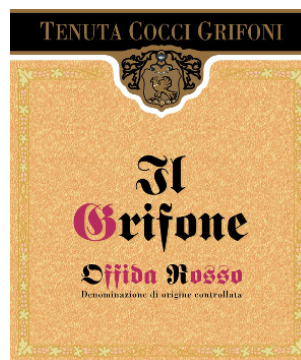 TENUTA COCCI GRIFONI
Il
Grifone
Offida Rosso
Denominazione di origine controllata